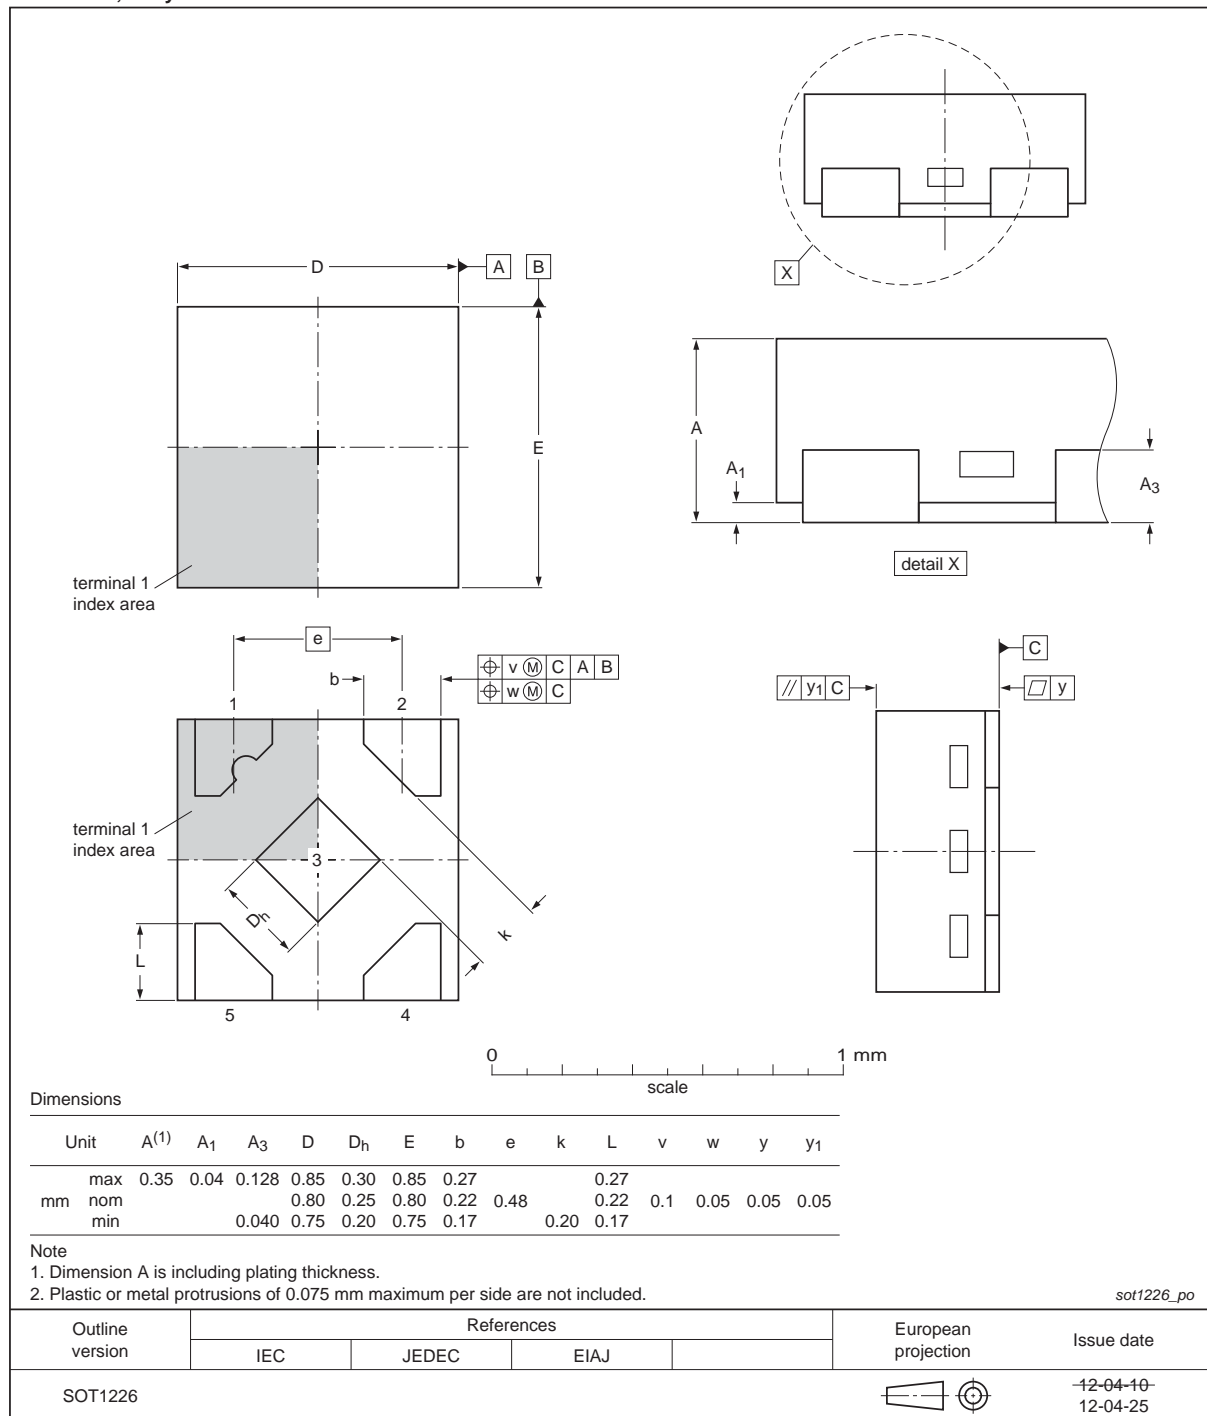 X
D A B
E
terminal 1
index area
A
A1
A3
detail X
e
b
v M C A B
w M C
1 2
terminal 1
index area
3
Dh
k
L
5 4
C
// y1 C
y
0 1 mm
scale
Dimensions
Unit A(1) A1 A3 D Dh E b e k L v w y y1
max 0.35 0.04 0.128 0.85 0.30 0.85 0.27 0.27
mm nom 0.80 0.25 0.80 0.22 0.48 0.22 0.1 0.05 0.05 0.05
min 0.040 0.75 0.20 0.75 0.17 0.20 0.17
Note
1. Dimension A is including plating thickness.
2. Plastic or metal protrusions of 0.075 mm maximum per side are not included.
sot1226_po
Outline
version
References
IEC JEDEC EIAJ
European
projection
Issue date
SOT1226
12-04-10
12-04-25